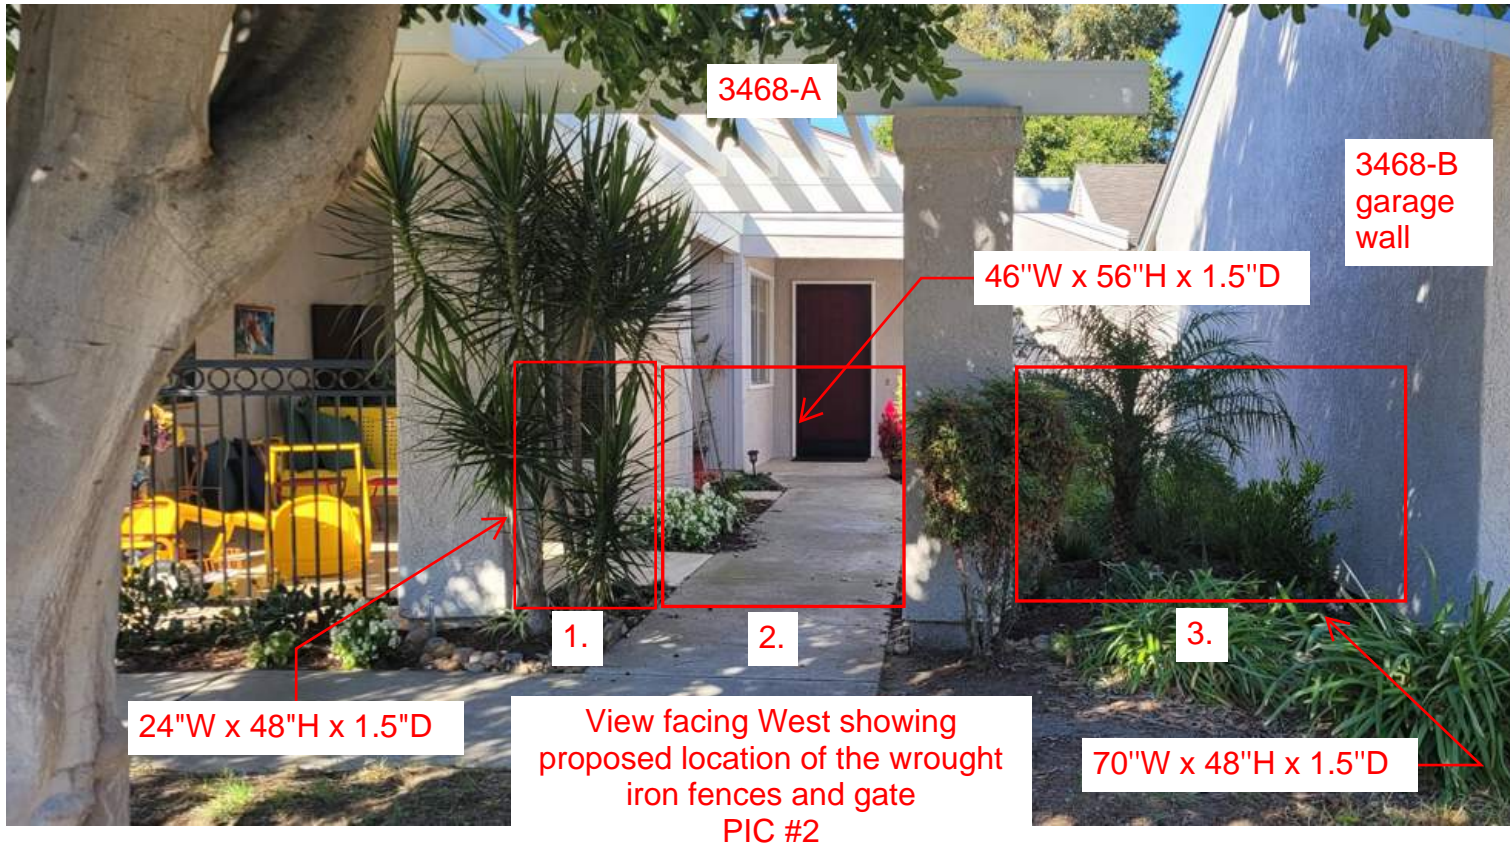 3468-A
3468-B
garage
wall
46"W x 56"H x 1.5"D
1.
2.
3.
24"W x 48"H x 1.5"D
View facing West showing
proposed location of the wrought
iron fences and gate
PIC #2
70"W x 48"H x 1.5"D